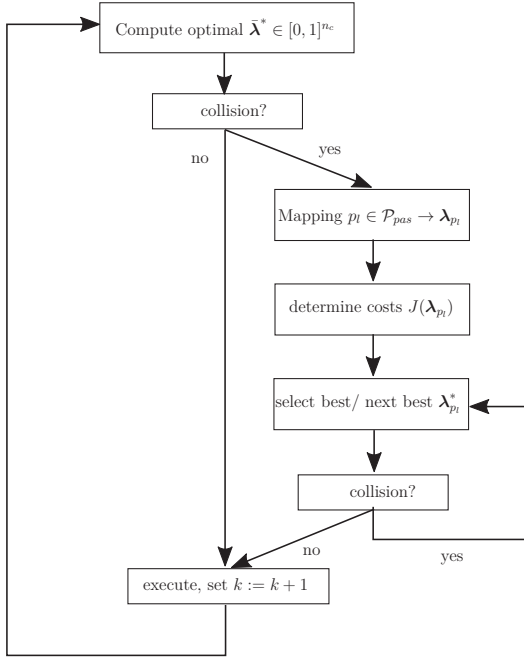 Compute optimal $\bar{\boldsymbol{\lambda}}^* \in [0, 1]^{n_c}$
collision?
no
yes
Mapping $p_l \in \mathcal{P}_{pas} \rightarrow \boldsymbol{\lambda}_{p_l}$
determine costs $J(\boldsymbol{\lambda}_{p_l})$
select best/ next best $\boldsymbol{\lambda}^*_{p_l}$
collision?
no
yes
execute, set $k := k + 1$